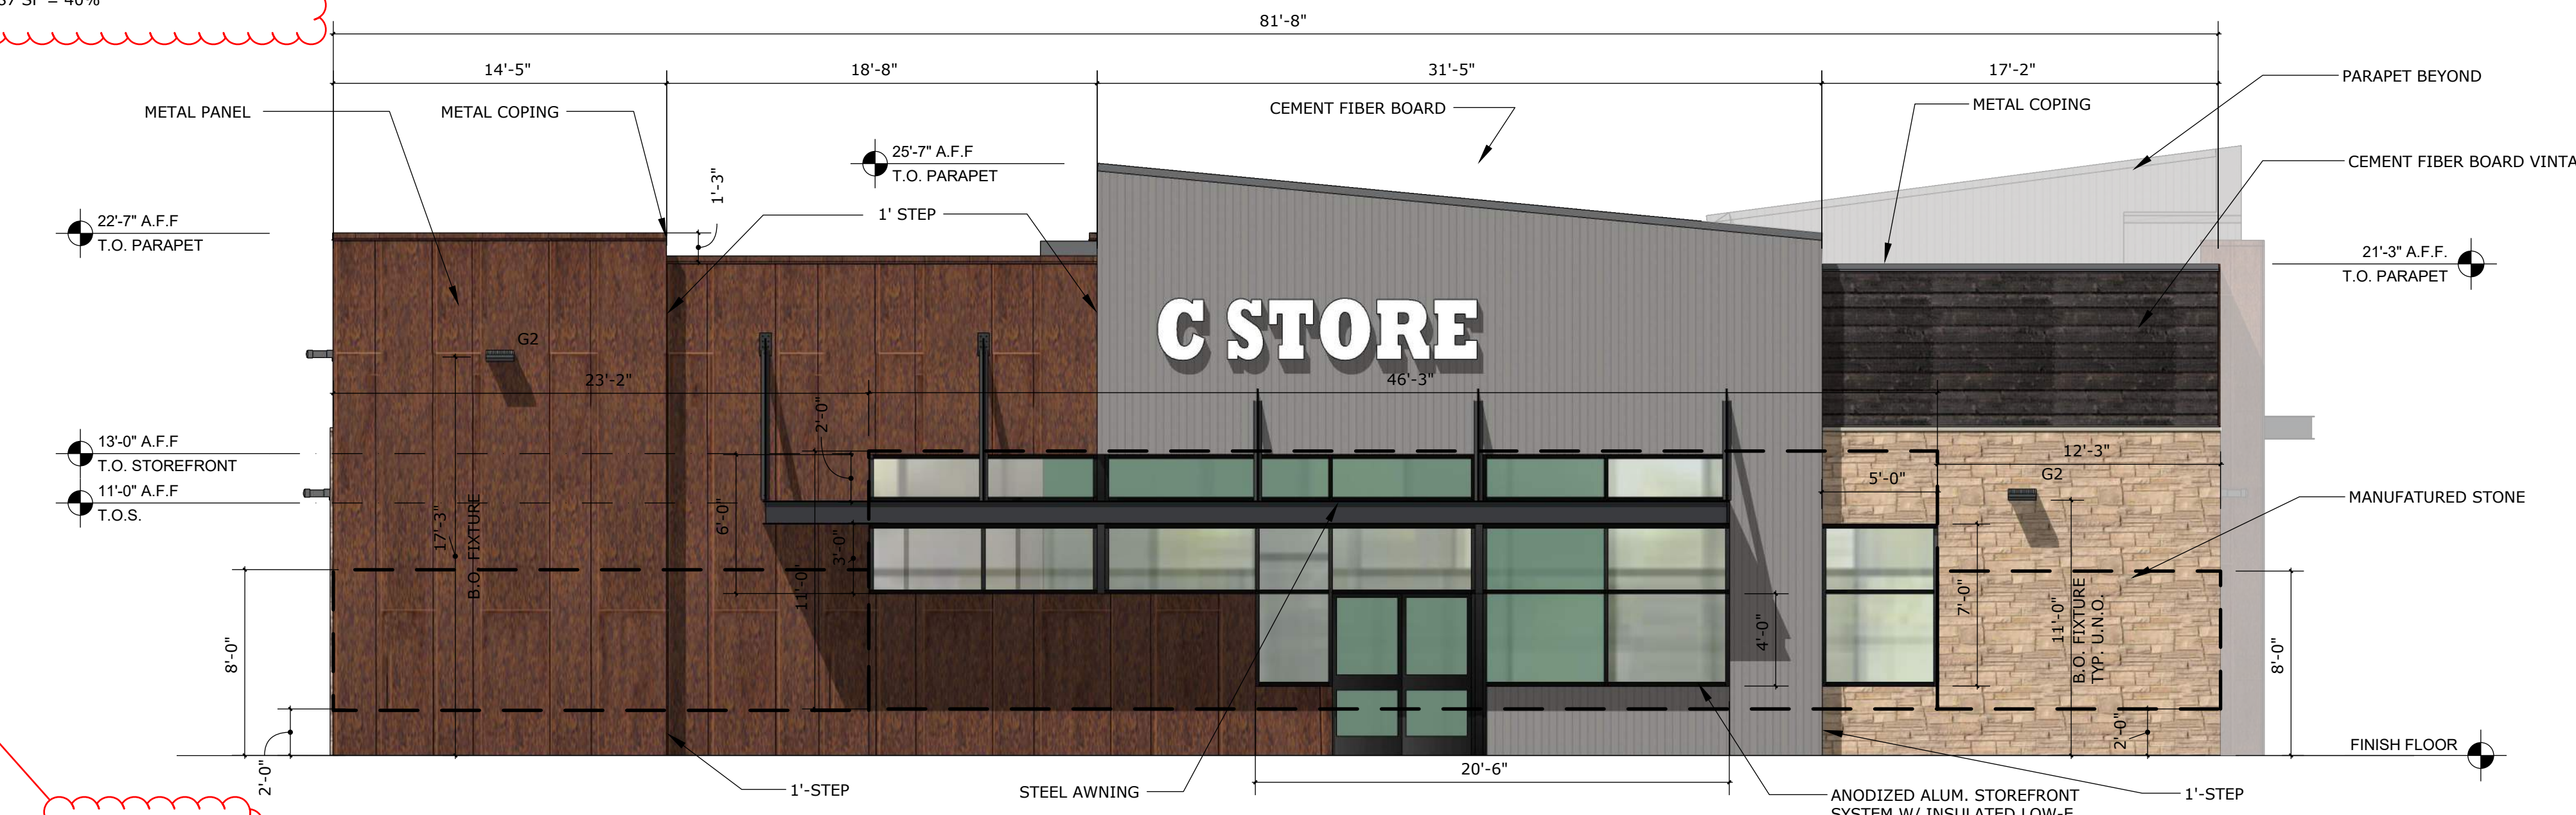 = 40%
81'-8"
14'-5"
18'-8"
31'-5"
17'-2"
PARAPET BEYOND
METAL PANEL
METAL COPING
CEMENT FIBER BOARD
METAL COPING
25'-7" A.F.F
T.O. PARAPET
CEMENT FIBER BOARD
1'-3"
1' STEP
22'-7" A.F.F
T.O. PARAPET
21'-3" A.F.F.
T.O. PARAPET
C STORE
G2
23'-2"
46'-3"
2'-0"
13'-0" A.F.F
T.O. STOREFRONT
11'-0" A.F.F
T.O.S.
12'-3"
5'-0"
G2
MANUFATURED STONE
17'-3"
B.O. FIXTURE
6'-0"
3'-0"
11'-0"
7'-0"
11'-0"
B.O. FIXTURE
TYP. U.N.O.
4'-0"
8'-0"
8'-0"
2'-0"
2'-0"
FINISH FLOOR
1'-STEP
STEEL AWNING
20'-6"
ANODIZED ALUM. STOREFRONT
SYSTEM W/ INSULATED LOW-E
1'-STEP